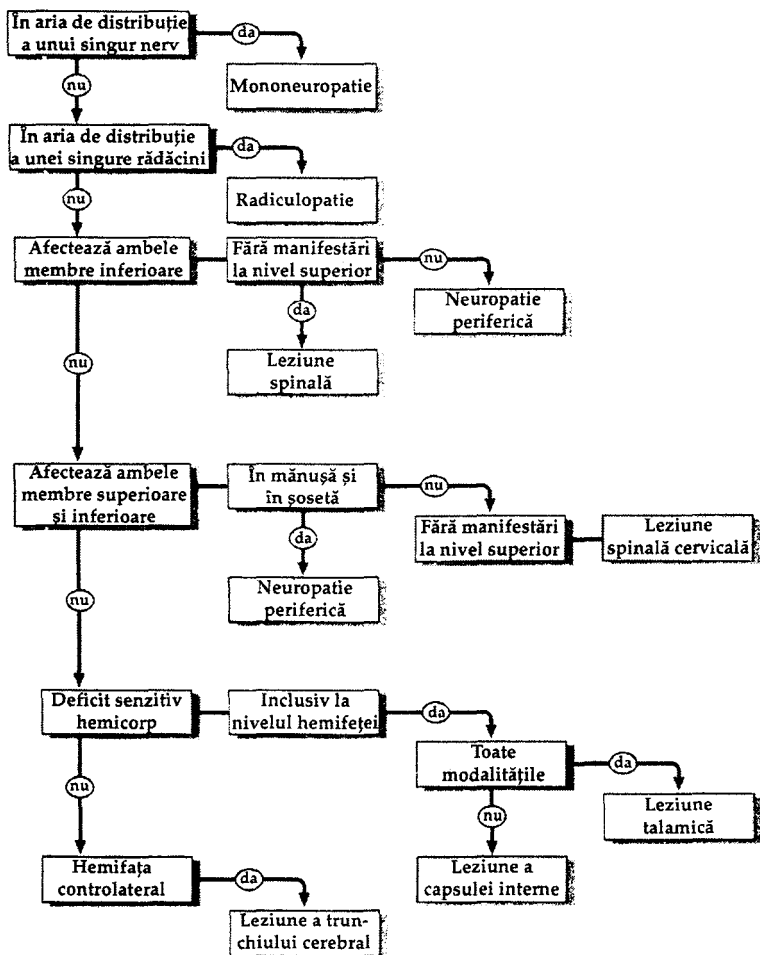 În aria de distribuție
a unui singur nerv
da
nu
Mononeuropatie
În aria de distribuție
a unei singure rădăcini
da
nu
Radiculopatie
Afectează ambele
membre inferioare
Fără manifestări
la nivel superior
nu
da
Neuropatie
periferică
Leziune
spinală
nu
Afectează ambele
membre superioare
și inferioare
În mănușă și
în șosetă
nu
da
Fără manifestări
la nivel superior
Leziune
spinală cervicală
Neuropatie
periferică
nu
Deficit senzitiv
hemicorp
Inclusiv la
nivelul hemifeței
da
Toate
modalitățile
da
nu
nu
Leziune
talamică
Hemifața
controlateral
da
Leziune a
capsulei interne
Leziune a trun-
chiului cerebral